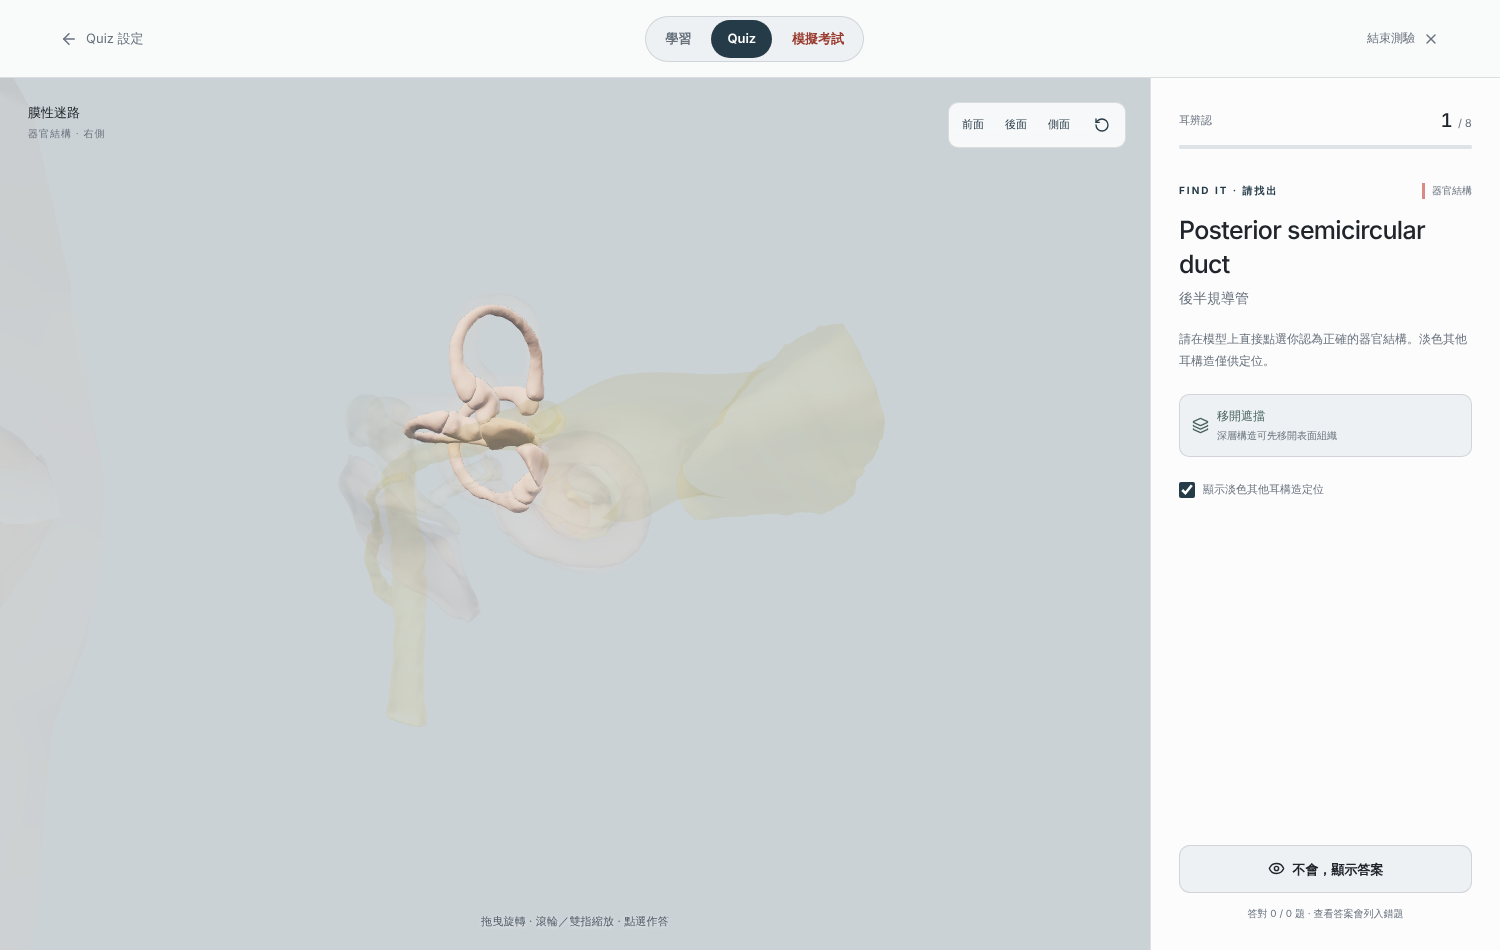 Quiz 設定
學習
Quiz
模擬考試
結束測驗
膜性迷路
器官結構 · 右側
前面
後面
側面
耳辨認
1 / 8
FIND IT · 請找出
器官結構
Posterior semicircular
duct
後半規導管
請在模型上直接點選你認為正確的器官結構。淡色其他
耳構造僅供定位。
移開遮擋
深層構造可先移開表面組織
顯示淡色其他耳構造定位
不會，顯示答案
答對 0 / 0 題 · 查看答案會列入錯題
拖曳旋轉 · 滾輪／雙指縮放 · 點選作答